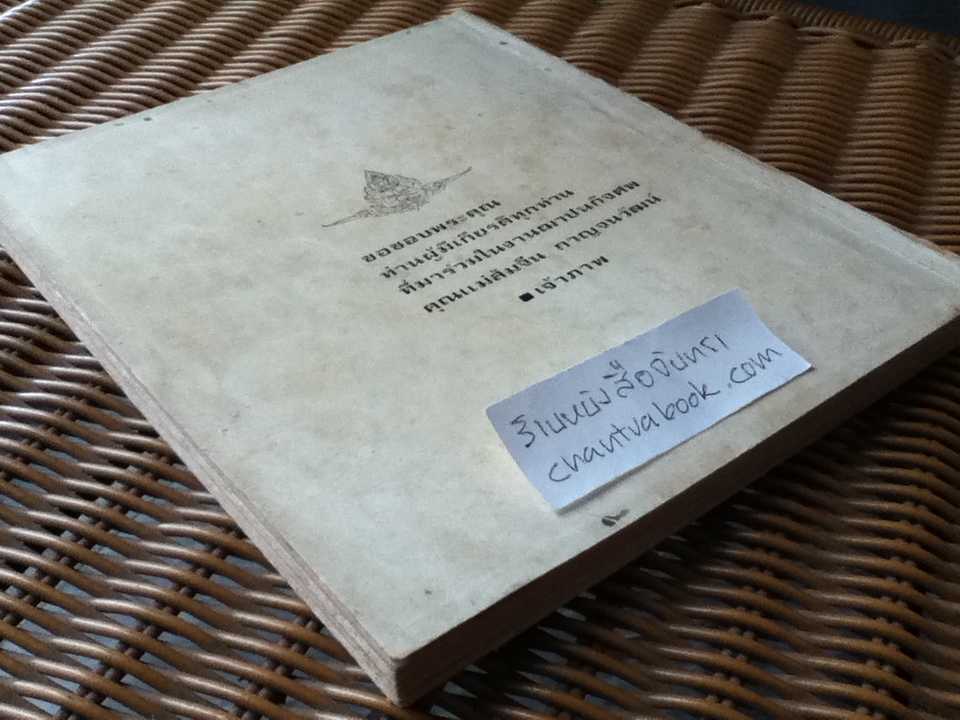 ขอขอบพระคุณ
ท่านผู้มีเกียรติทุกท่าน
ที่มาร่วมในงานฌาปนกิจศพ
คุณแม่ส้มจีน กาญจนวัฒน์
■ เจ้าภาพ
ร้านหนังสือจันทรา
chantrabook.com